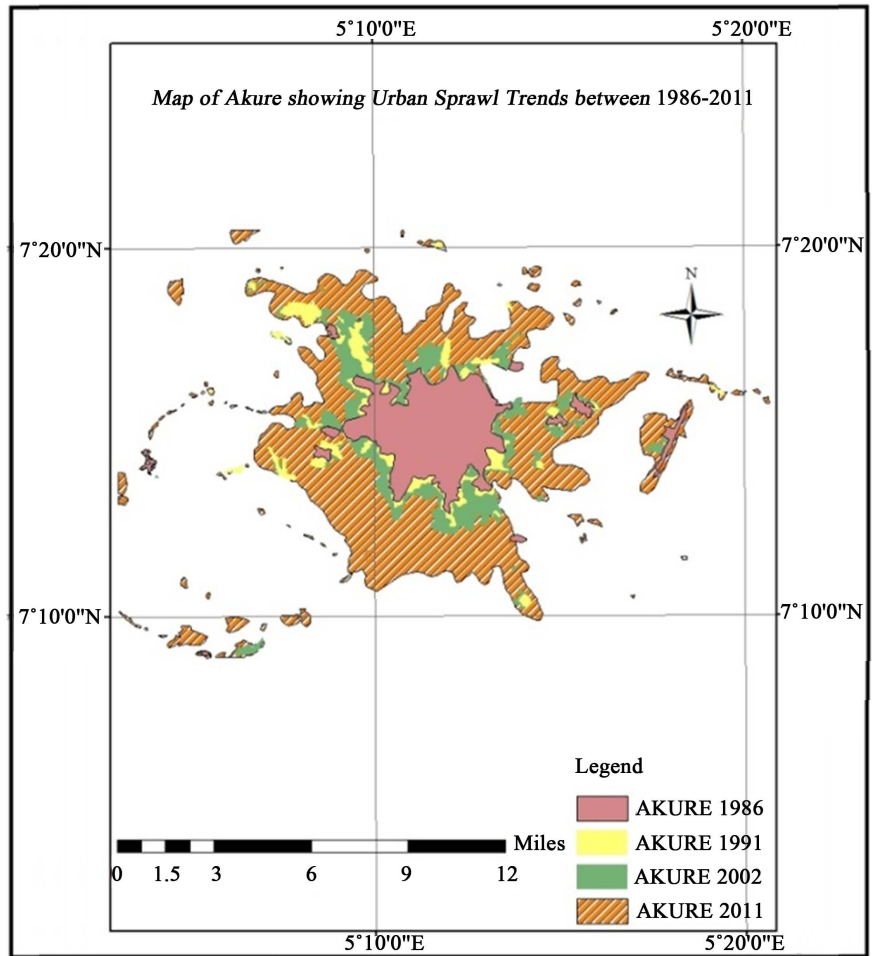 5°10'0"E 5°20'0"E
Map of Akure showing Urban Sprawl Trends between 1986-2011
7°20'0"N 7°20'0"N
N
7°10'0"N 7°10'0"N
Legend
AKURE 1986
AKURE 1991
AKURE 2002
AKURE 2011
Miles
0 1.5 3 6 9 12
5°10'0"E 5°20'0"E